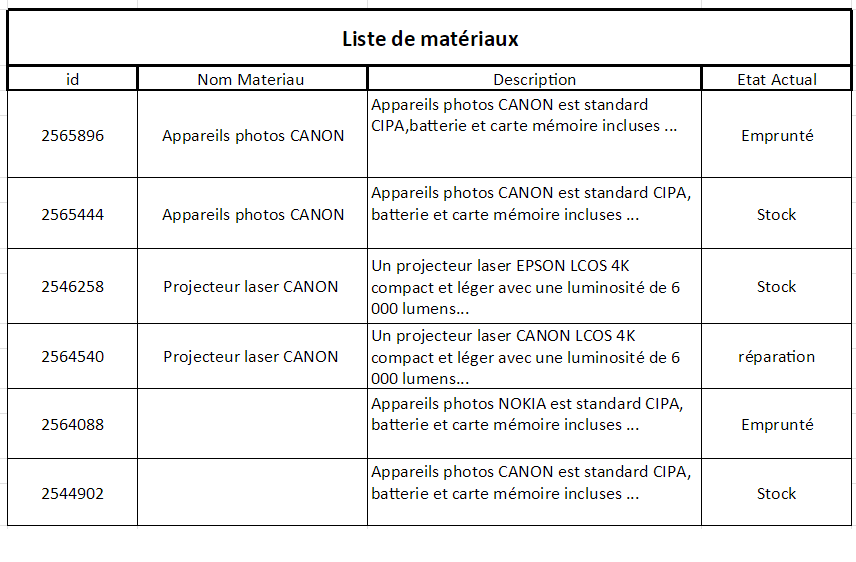 Liste de matériaux
id Nom Materiau Description Etat Actual
2565896 Appareils photos CANON Appareils photos CANON est standard
CIPA,batterie et carte mémoire incluses ... Emprunté
2565444 Appareils photos CANON Appareils photos CANON est standard CIPA,
batterie et carte mémoire incluses ... Stock
2546258 Projecteur laser CANON Un projecteur laser EPSON LCOS 4K
compact et léger avec une luminosité de 6
000 lumens... Stock
2564540 Projecteur laser CANON Un projecteur laser CANON LCOS 4K
compact et léger avec une luminosité de 6
000 lumens... réparation
2564088 Appareils photos NOKIA est standard CIPA,
batterie et carte mémoire incluses ... Emprunté
2544902 Appareils photos CANON est standard CIPA,
batterie et carte mémoire incluses ... Stock